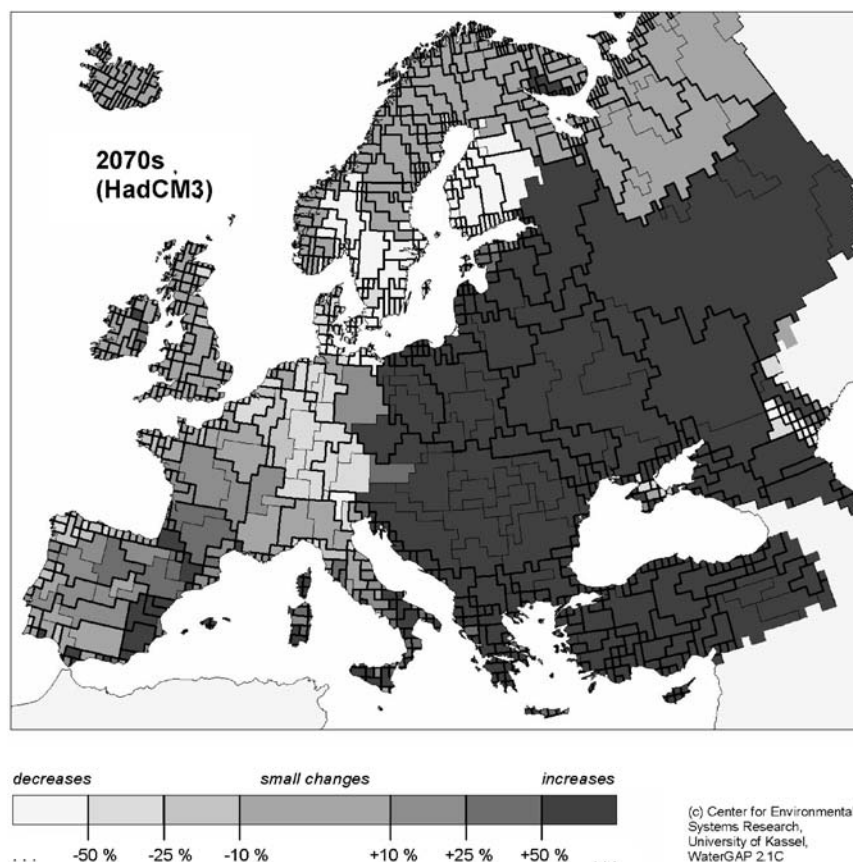 2070s
(HadCM3)
decreases small changes increases
. . . -50 % -25 % -10 % +10 % +25 % +50 % . . .
(c) Center for Environmental
Systems Research,
University of Kassel,
WaterGAP 2.1C